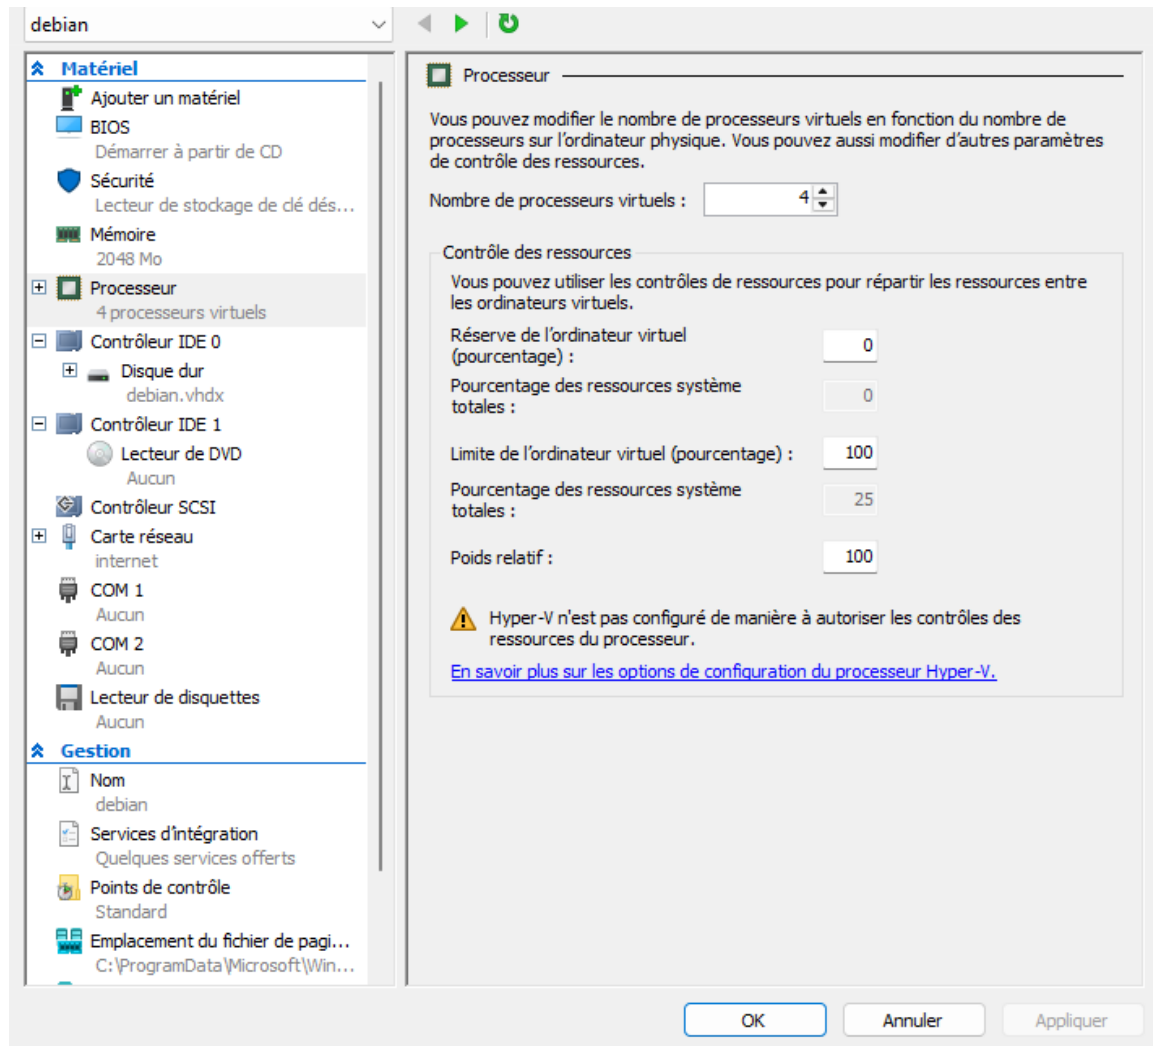 debian
Matériel
Ajouter un matériel
BIOS
Démarrer à partir de CD
Sécurité
Lecteur de stockage de clé dés...
Mémoire
2048 Mo
Processeur
4 processeurs virtuels
Contrôleur IDE 0
Disque dur
debian.vhdx
Contrôleur IDE 1
Lecteur de DVD
Aucun
Contrôleur SCSI
Carte réseau
internet
COM 1
Aucun
COM 2
Aucun
Lecteur de disquettes
Aucun
Gestion
Nom
debian
Services d'intégration
Quelques services offerts
Points de contrôle
Standard
Emplacement du fichier de pagi...
C:\ProgramData\Microsoft\Win...
Processeur
Vous pouvez modifier le nombre de processeurs virtuels en fonction du nombre de
processeurs sur l'ordinateur physique. Vous pouvez aussi modifier d'autres paramètres
de contrôle des ressources.
Nombre de processeurs virtuels : 4
Contrôle des ressources
Vous pouvez utiliser les contrôles de ressources pour répartir les ressources entre
les ordinateurs virtuels.
Réserve de l'ordinateur virtuel
(pourcentage) : 0
Pourcentage des ressources système
totales : 0
Limite de l'ordinateur virtuel (pourcentage) : 100
Pourcentage des ressources système
totales : 25
Poids relatif : 100
Hyper-V n'est pas configuré de manière à autoriser les contrôles des
ressources du processeur.
En savoir plus sur les options de configuration du processeur Hyper-V.
OK Annuler Appliquer